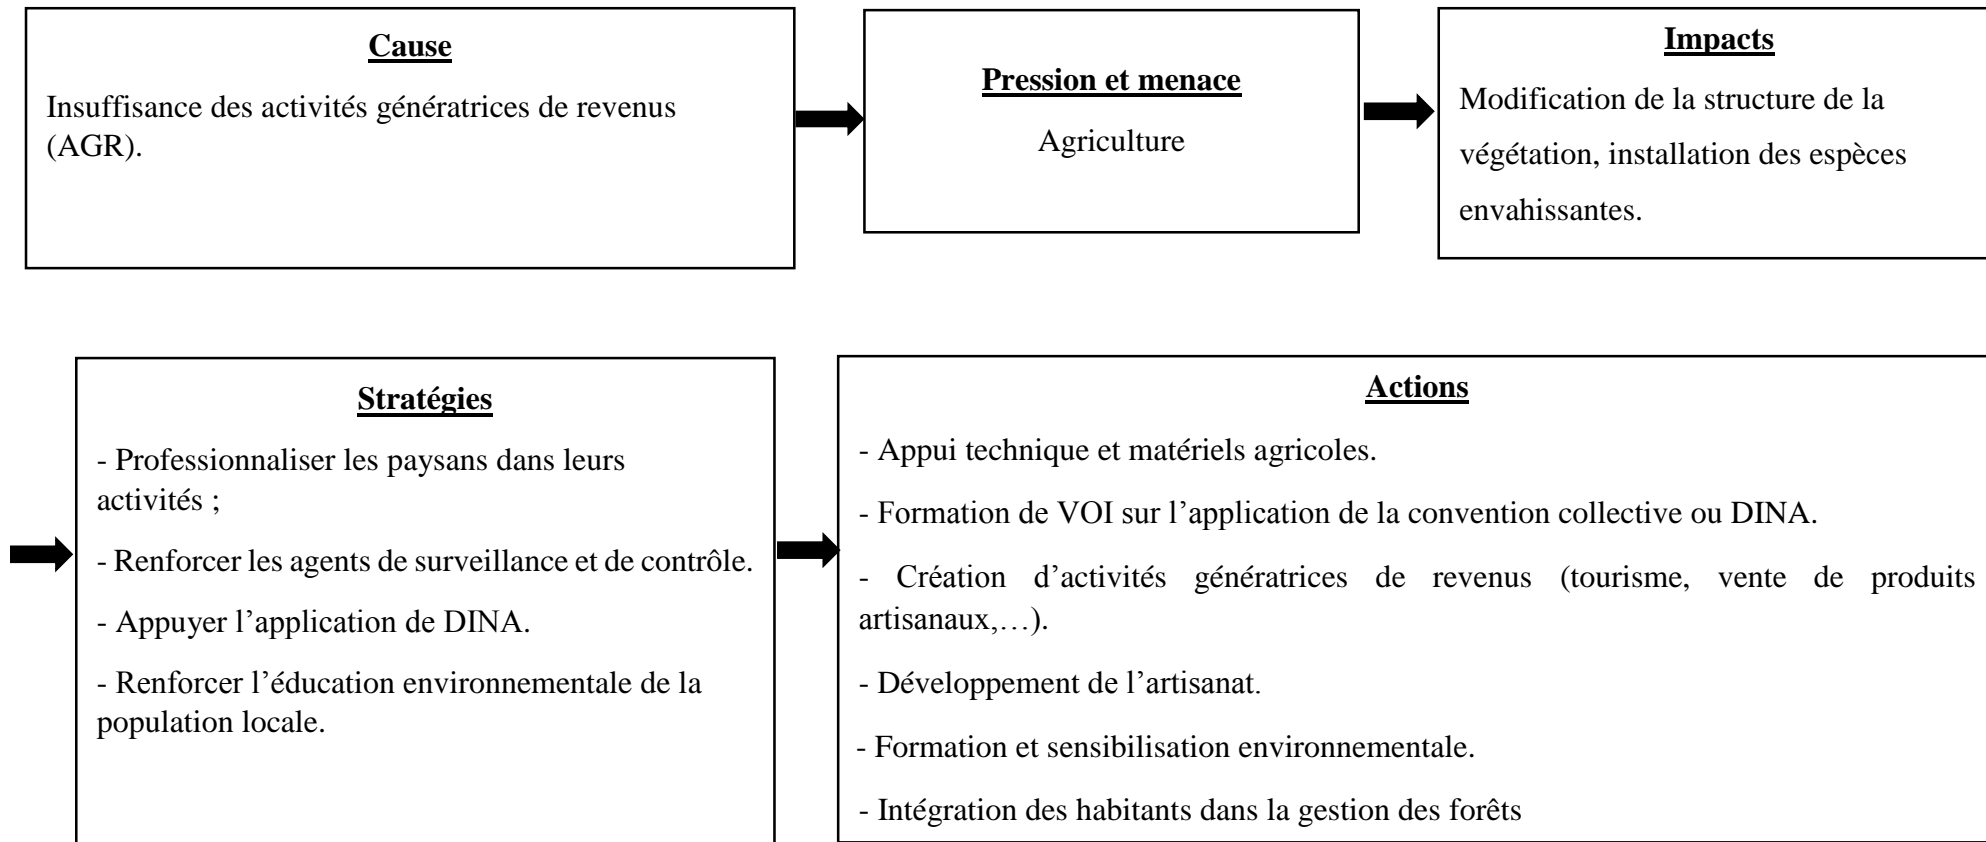 Cause
Insuffisance des activités génératrices de revenus
(AGR).
Pression et menace
Agriculture
Impacts
Modification de la structure de la
végétation, installation des espèces
envahissantes.
Stratégies
- Professionnaliser les paysans dans leurs
activités ;
- Renforcer les agents de surveillance et de contrôle.
- Appuyer l’application de DINA.
- Renforcer l’éducation environnementale de la
population locale.
Actions
- Appui technique et matériels agricoles.
- Formation de VOI sur l’application de la convention collective ou DINA.
- Création d’activités génératrices de revenus (tourisme, vente de produits
artisanaux,…).
- Développement de l’artisanat.
- Formation et sensibilisation environnementale.
- Intégration des habitants dans la gestion des forêts